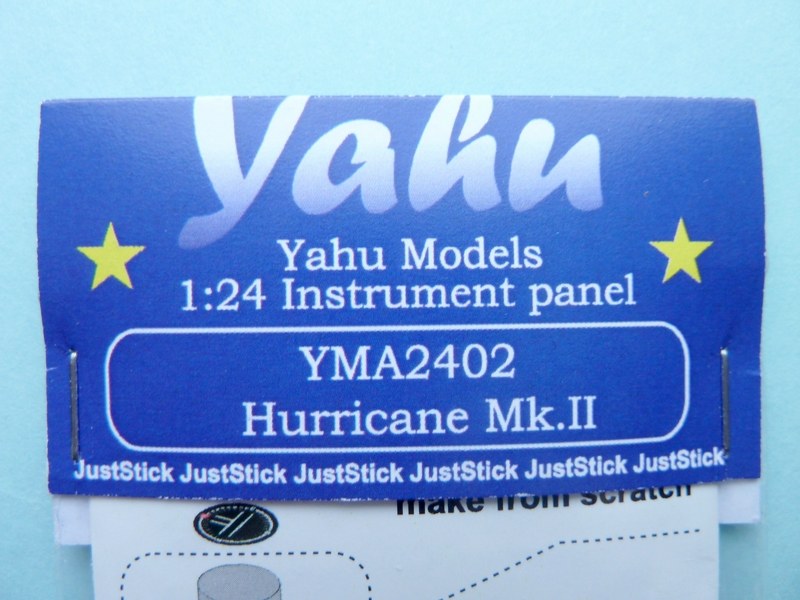 Yahu
Yahu Models
1:24 Instrument panel
YMA2402
Hurricane Mk.II
JustStick JustStick JustStick JustStick JustStick JustStick
make from scratch